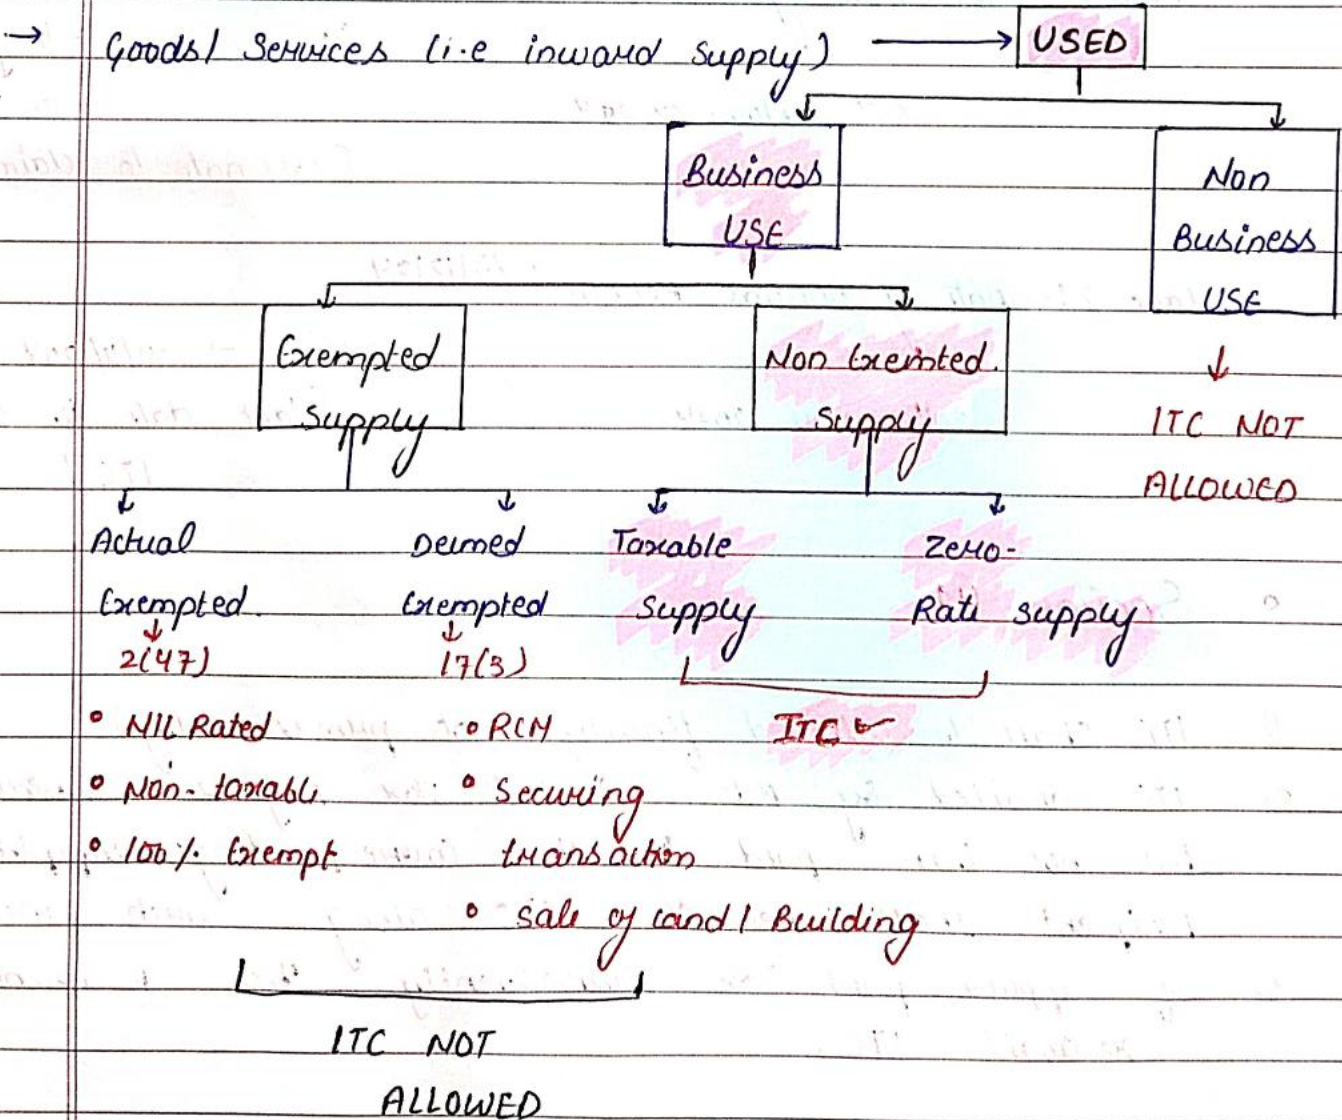 → Goods/ Services (i.e inward supply) → USED
Business
USE
Non
Business
USE
Exempted
Supply
Non Exemted.
Supply
↓
ITC NOT
ALLOWED
Actual
Exempted.
↓
2(47)
Deimed
Exempted
↓
17(3)
Taxable
Supply
Zero-
Rate supply
• NIL Rated
• Non-taxable.
• 100% Exempt.
• RCM
• Securing
transaction
• Sale of land / Building
ITC ✓
ITC NOT
ALLOWED